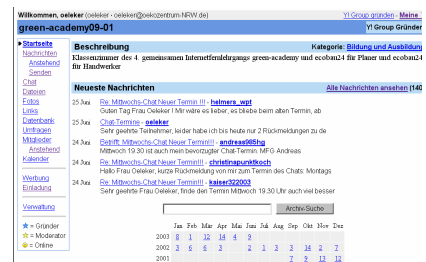 Willkommen, oeleker (oeleker - oeleker@oekozentrum-NRW de)
Y! Group gründen - Meine
green-academy09-01
Y! Group Gründer
Startseite
Nachrichten
Anstehend
Senden
Chat
Dateien
Fotos
Links
Datenbank
Umfragen
Mitglieder
Anstehend
Kalender
Werbung
Einladung
Verwaltung
= Gründer
= Moderator
= Online
Beschreibung
Kategorie: Bildung und Ausbildung
Klassenzimmer des 4. gemeinsamen Internetfernlehrgangs green-academy und ecobau24 für Planer und ecobau24
für Handwerker
Neueste Nachrichten
Alle Nachrichten ansehen (140
25 Juni Re: Mittwochs-Chat Neuer Termin !!! - helmers_wpt
Guten Tag Frau Oeleker ! Mir wäre es lieber, es bliebe beim alten Termin, ab
25 Juni Chat-Termine - oeleker
Sehr geehrte Teilnehmer, leider habe ich bis heute nur 2 Rückmeldungen zu de
24 Juni Betrifft: Mittwochs-Chat Neuer Termin!!! - andreas985hg
Mittwoch 19.30 ist auch mein bevorzugter Chat-Termin. MFG Andreas
24 Juni Re: Mittwochs-Chat Neuer Termin!!! - christinapunktkoch
Hallo Frau Oeleker, kurze Rückmeldung von mir zum Termin des Chats: Montags
24 Juni Re: Mittwochs-Chat Neuer Termin!!! - kaiser322003
Sehr geehrte Frau Oeleker, finde den Termin Mittwoch 19.30 Uhr auch viel besser
Archiv-Suche
Jan Feb Mär Apr Mai Jun Jul Aug Sep Okt Nov Dez
2003 8 1 12 14 4 9
2002 3 6 6 3 2 1 3 3 14 2 7
2001 7 9 13 12